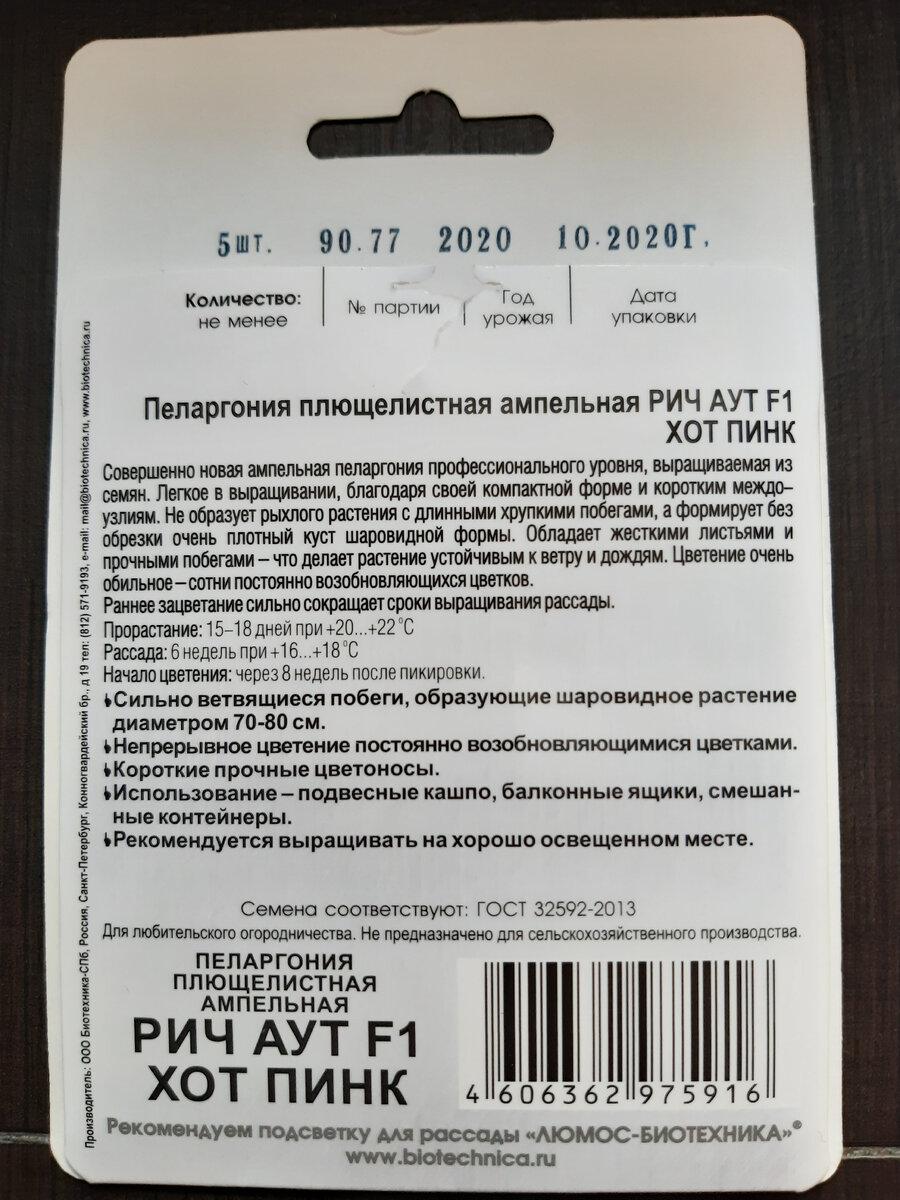 5шт. 90.77 2020 10.2020г.
Количество: не менее
№ партии
Год урожая
Дата упаковки
Пеларгония плющелистная ампельная РИЧ АУТ F1
ХОТ ПИНК
Совершенно новая ампельная пеларгония профессионального уровня, выращиваемая из
семян. Легкое в выращивании, благодаря своей компактной форме и коротким междо-
узлиям. Не образует рыхлого растения с длинными хрупкими побегами, а формирует без
обрезки очень плотный куст шаровидной формы. Обладает жесткими листьями и
прочными побегами – что делает растение устойчивым к ветру и дождям. Цветение очень
обильное – сотни постоянно возобновляющихся цветков.
Раннее зацветание сильно сокращает сроки выращивания рассады.
Прорастание: 15–18 дней при +20...+22 °С
Рассада: 6 недель при +16...+18 °С
Начало цветения: через 8 недель после пикировки.
Сильно ветвящиеся побеги, образующие шаровидное растение
диаметром 70-80 см.
Непрерывное цветение постоянно возобновляющимися цветками.
Короткие прочные цветоносы.
Использование – подвесные кашпо, балконные ящики, смешан-
ные контейнеры.
Рекомендуется выращивать на хорошо освещенном месте.
Семена соответствуют: ГОСТ 32592-2013
Для любительского огородничества. Не предназначено для сельскохозяйственного производства.
ПЕЛАРГОНИЯ
ПЛЮЩЕЛИСТНАЯ
АМПЕЛЬНАЯ
РИЧ АУТ F1
ХОТ ПИНК
4 606362 975916
Рекомендуем подсветку для рассады «ЛЮМОС-БИОТЕХНИКА»®
www.biotechnica.ru
Производитель: ООО Биотехника-СПб, Россия, Санкт-Петербург, Конногвардейский бр., д 19 тел: (812) 571-9193, e-mail: mail@biotechnica.ru, www.biotechnica.ru